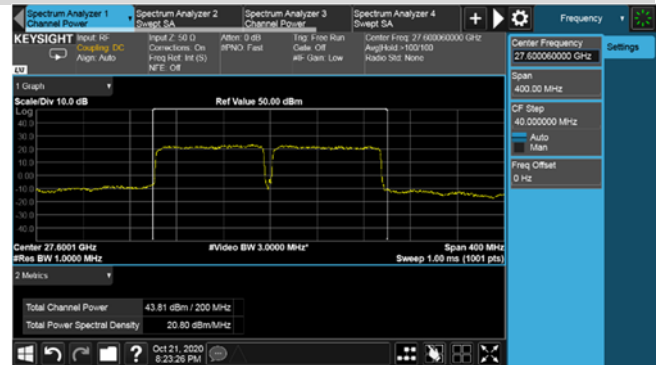 Spectrum Analyzer 1
Channel Power
Spectrum Analyzer 2
Swept SA
Spectrum Analyzer 3
Channel Power
Spectrum Analyzer 4
Swept SA
Frequency
KEYSIGHT
Input: RF
Coupling: DC
Align: Auto
Input Z: 50 Ω
Corrections: On
Freq Ref: Int (S)
NFE: Off
Atten: 0 dB
#PNO: Fast
Trig: Free Run
Gate: Off
#IF Gain: Low
Center Freq: 27.600060000 GHz
Avg|Hold:>100/100
Radio Std: None
Center Frequency
27.600060000 GHz
Settings
Span
400.00 MHz
CF Step
40.000000 MHz
Auto
Man
Freq Offset
0 Hz
1 Graph
Scale/Div 10.0 dB
Ref Value 50.00 dBm
Log
40.0
30.0
20.0
10.0
0.00
-10.0
-20.0
-30.0
-40.0
Center 27.6001 GHz
#Video BW 3.0000 MHz*
Span 400 MHz
#Res BW 1.0000 MHz
Sweep 1.00 ms (1001 pts)
2 Metrics
Total Channel Power 43.81 dBm / 200 MHz
Total Power Spectral Density 20.80 dBm/MHz
Oct 21, 2020
8:23:26 PM